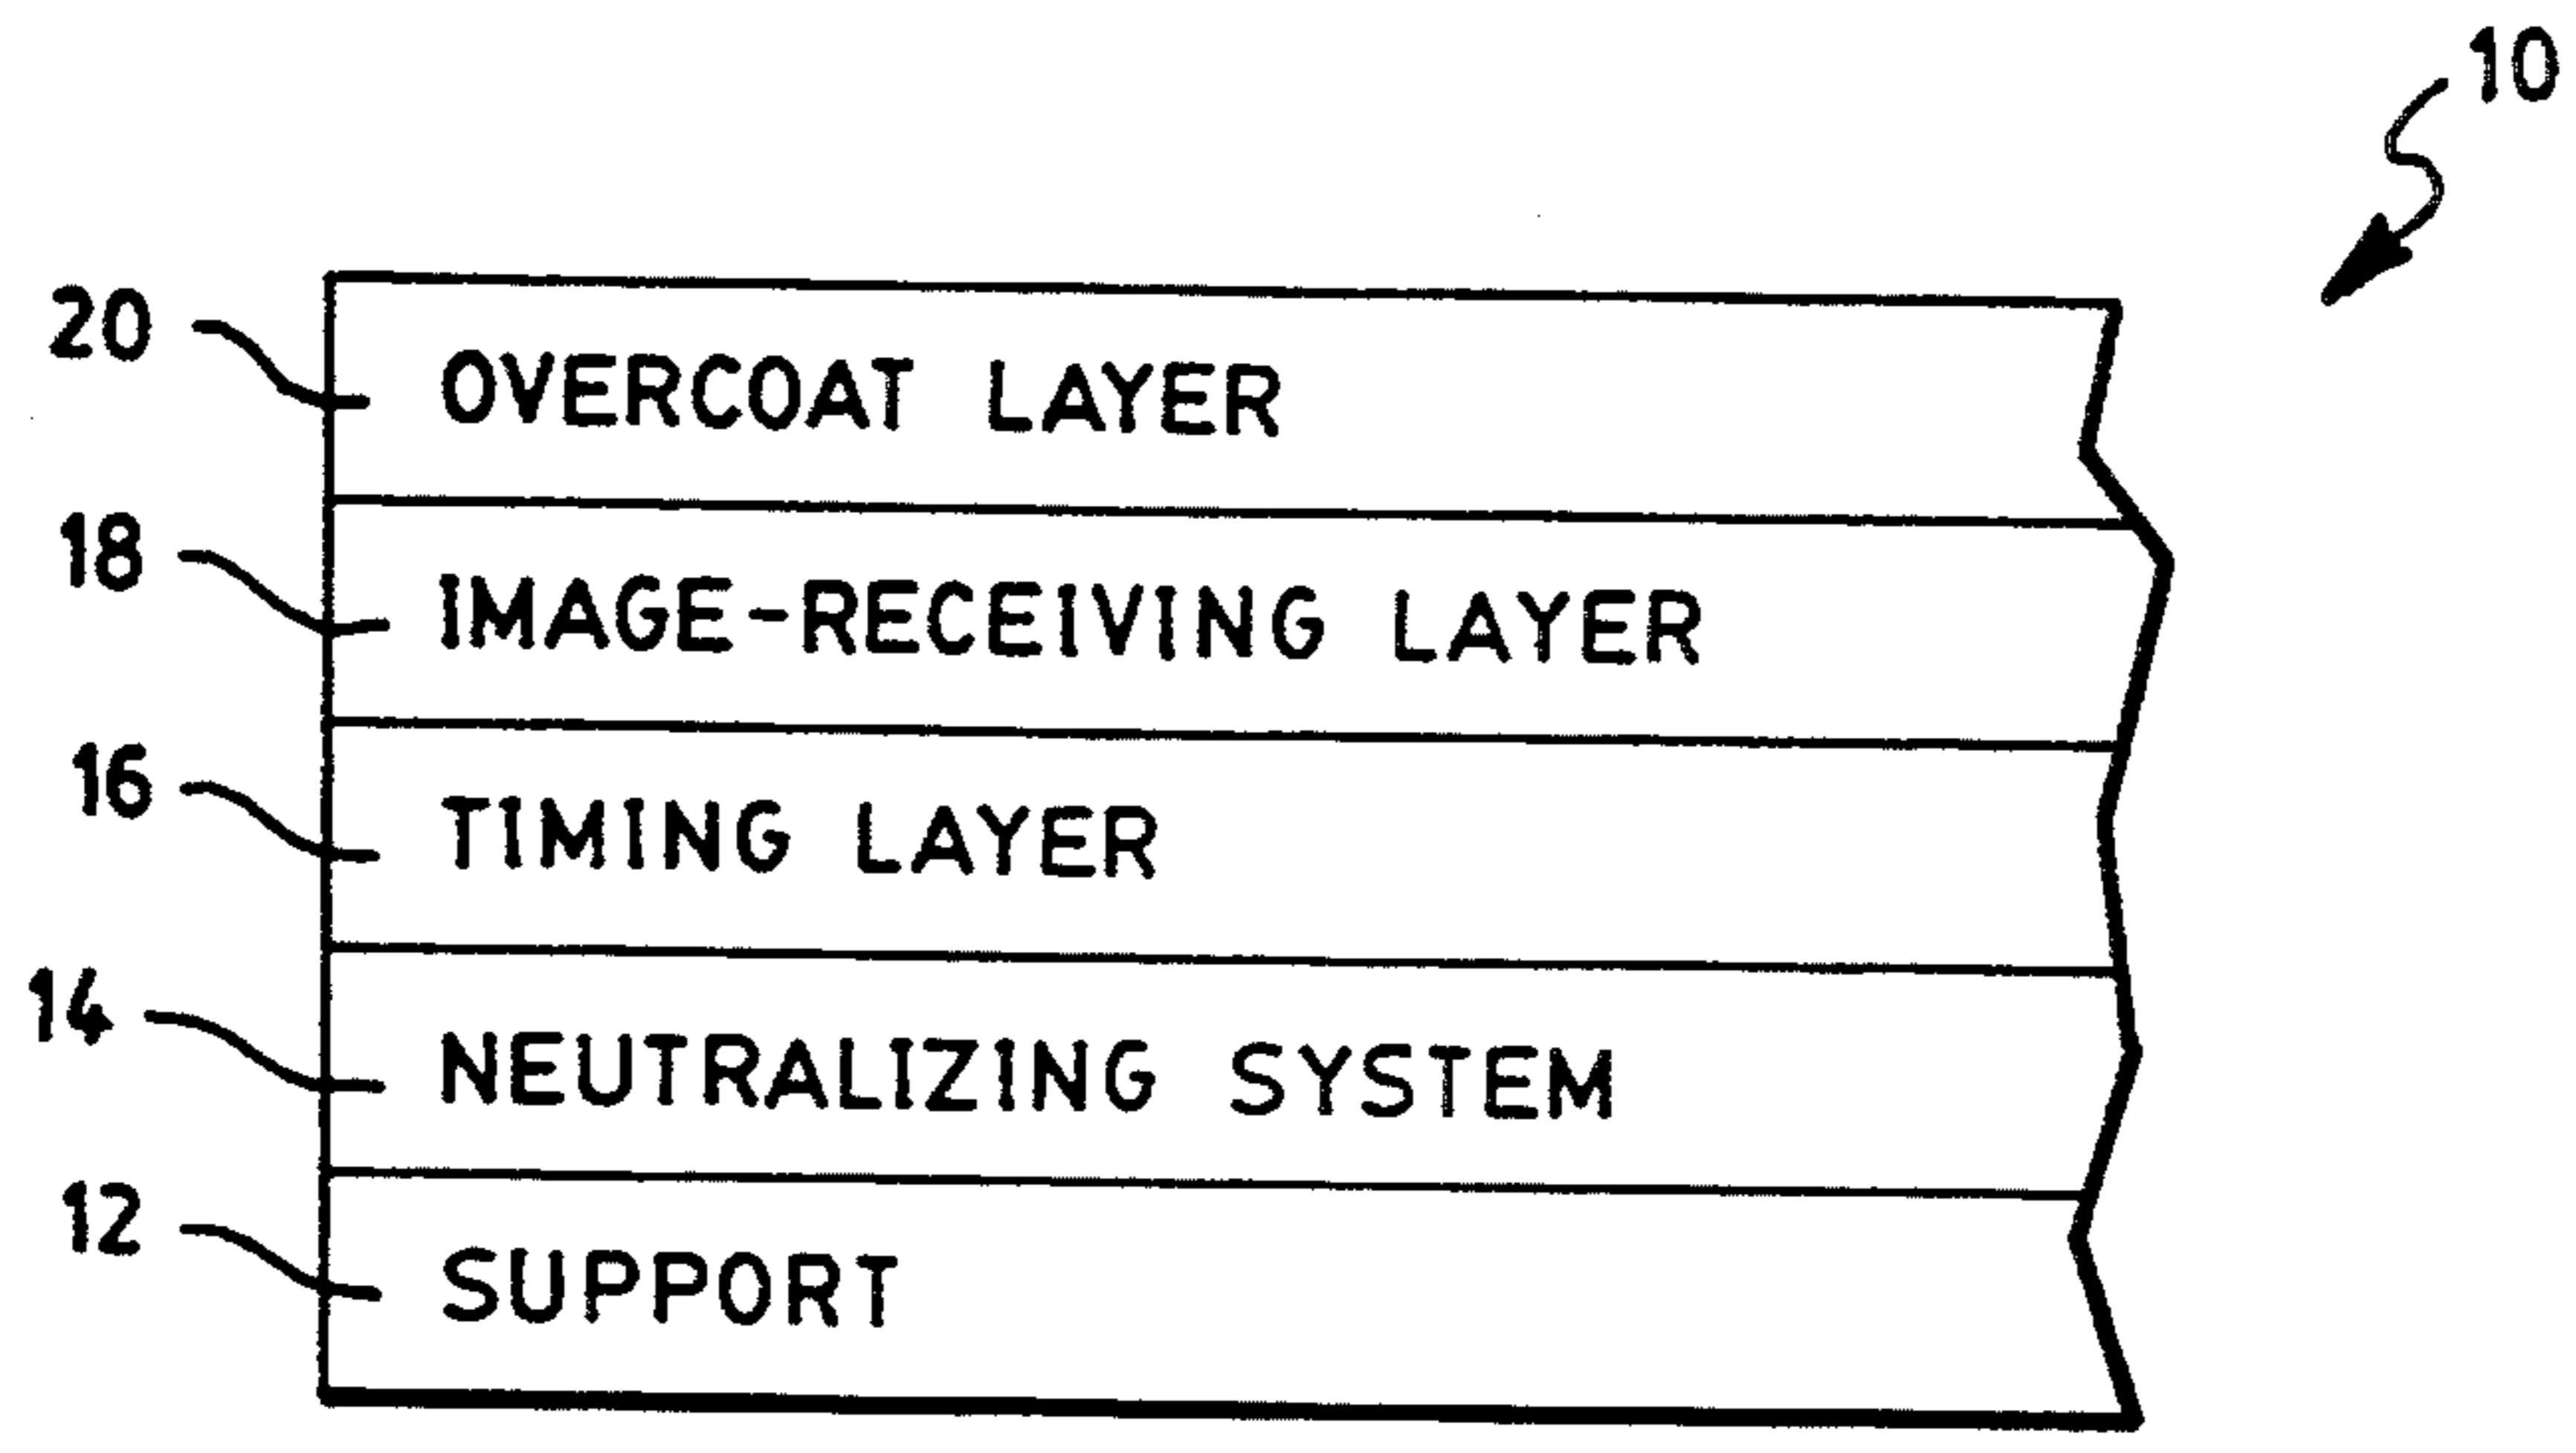 10
20 OVERCOAT LAYER
18 IMAGE-RECEIVING LAYER
16 TIMING LAYER
14 NEUTRALIZING SYSTEM
12 SUPPORT